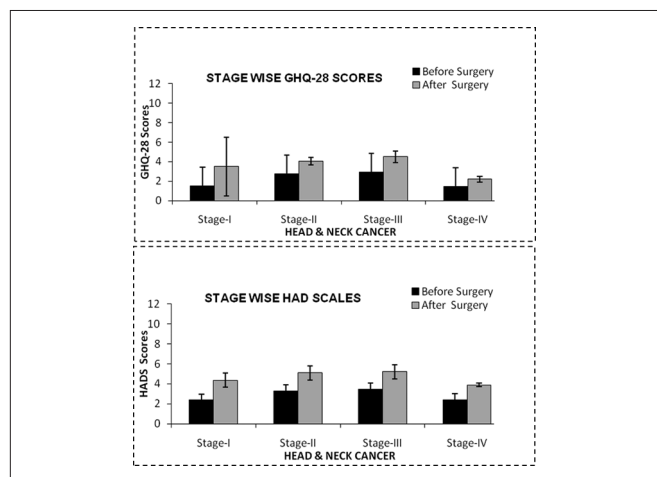 STAGE WISE GHQ-28 SCORES
Before Surgery
After Surgery
GHQ-28 Scores
12
10
8
6
4
2
0
Stage-I Stage-II Stage-III Stage-IV
HEAD & NECK CANCER
STAGE WISE HAD SCALES
Before Surgery
After Surgery
HADS Scores
12
10
8
6
4
2
0
Stage-I Stage-II Stage-III Stage-IV
HEAD & NECK CANCER